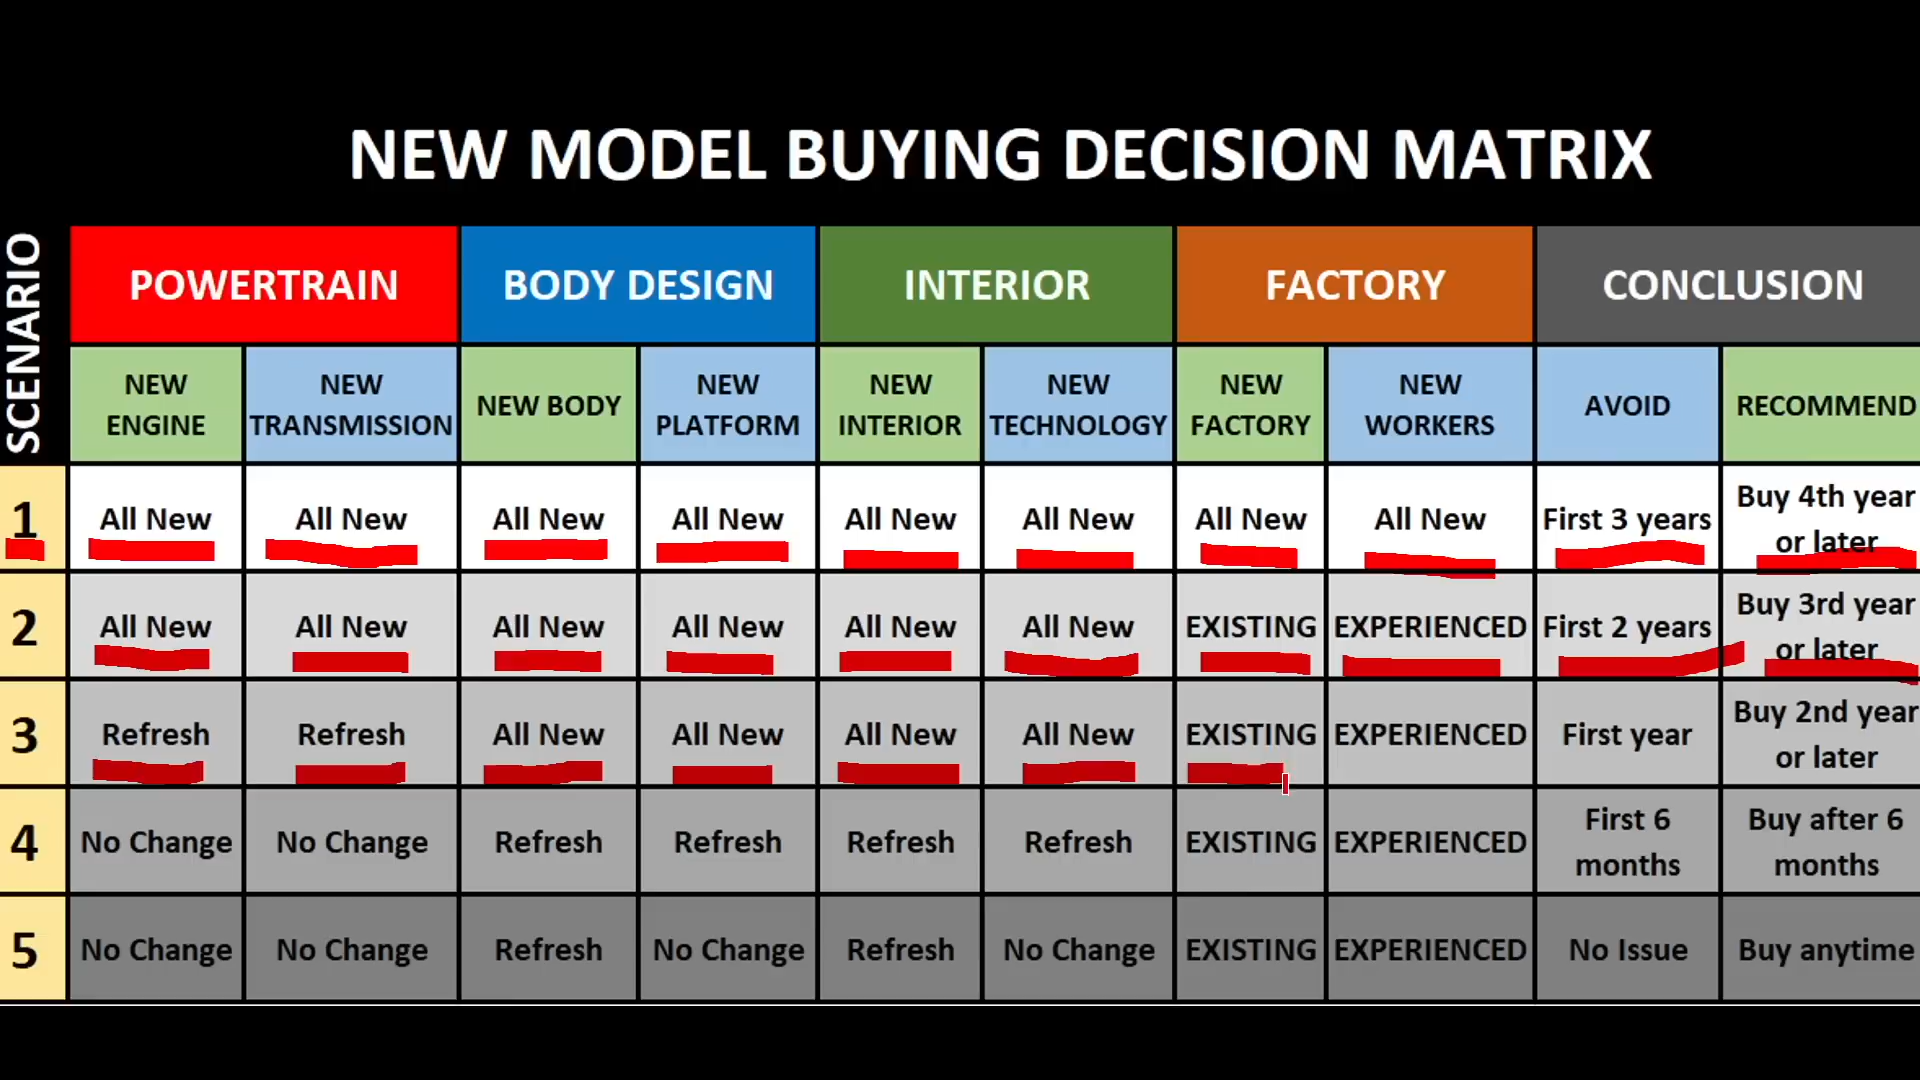 NEW MODEL BUYING DECISION MATRIX
SCENARIO
POWERTRAIN BODY DESIGN INTERIOR FACTORY CONCLUSION
NEW ENGINE NEW TRANSMISSION NEW BODY NEW PLATFORM NEW INTERIOR NEW TECHNOLOGY NEW FACTORY NEW WORKERS AVOID RECOMMEND
1 All New All New All New All New All New All New All New All New First 3 years Buy 4th year or later
2 All New All New All New All New All New All New EXISTING EXPERIENCED First 2 years Buy 3rd year or later
3 Refresh Refresh All New All New All New All New EXISTING EXPERIENCED First year Buy 2nd year or later
4 No Change No Change Refresh Refresh Refresh Refresh EXISTING EXPERIENCED First 6 months Buy after 6 months
5 No Change No Change Refresh No Change Refresh No Change EXISTING EXPERIENCED No Issue Buy anytime